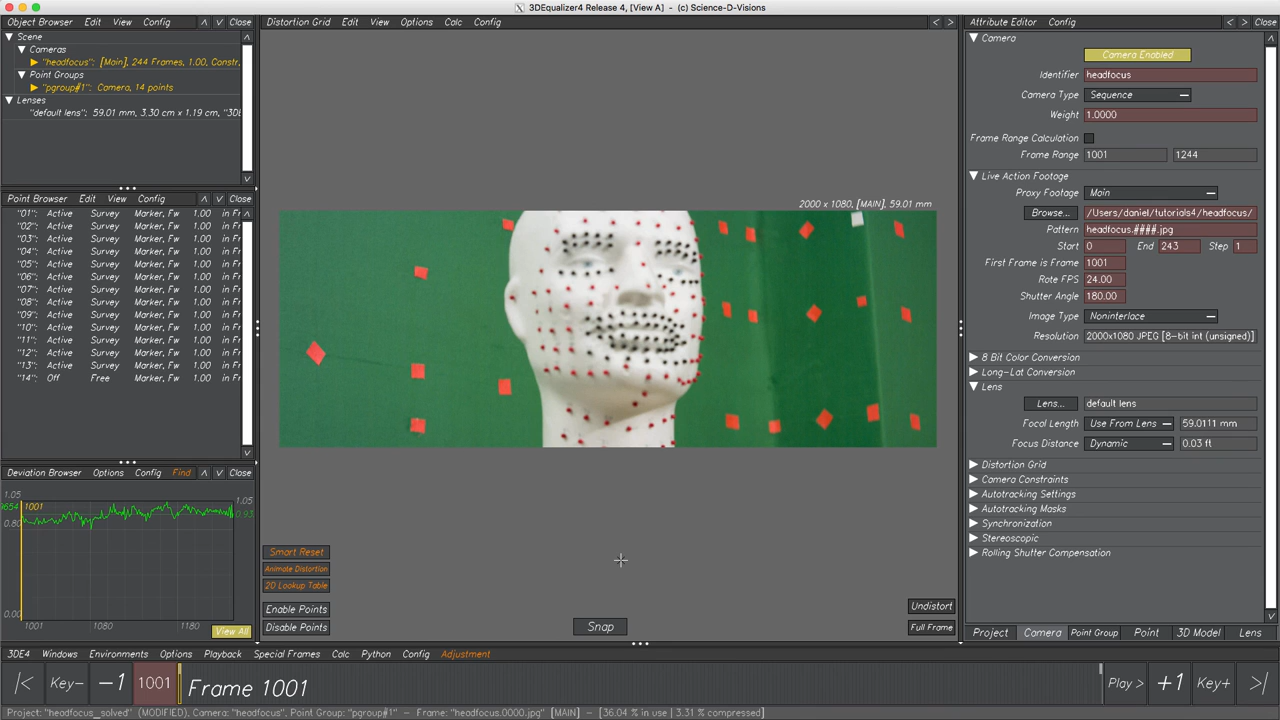 3DEqualizer4 Release 4, [View A]  -  (c) Science-D-Visions
Object Browser Edit View Config Close
Scene
Cameras
"headfocus":  [Main], 244 Frames, 1.00, Constr,
Point Groups
"pgroup#1":  Camera, 14 points
Lenses
"default lens":  59.01 mm, 3.30 cm x 1.19 cm, "3DE
Point Browser Edit View Config Close
"01": Active Survey Marker, Fw 1.00 in Fr
"02": Active Survey Marker, Fw 1.00 in Fr
"03": Active Survey Marker, Fw 1.00 in Fr
"04": Active Survey Marker, Fw 1.00 in Fr
"05": Active Survey Marker, Fw 1.00 in Fr
"06": Active Survey Marker, Fw 1.00 in Fr
"07": Active Survey Marker, Fw 1.00 in Fr
"08": Active Survey Marker, Fw 1.00 in Fr
"09": Active Survey Marker, Fw 1.00 in Fr
"10": Active Survey Marker, Fw 1.00 in Fr
"11": Active Survey Marker, Fw 1.00 in Fr
"12": Active Survey Marker, Fw 1.00 in Fr
"13": Active Survey Marker, Fw 1.00 in Fr
"14": Off Free Marker, Fw 1.00 in Fr
Deviation Browser Options Config Find Close
1.05 1001 1.05
9654 0.93
0.80
0.00
1001 1080 1180 View All
Distortion Grid Edit View Options Calc Config < >
2000 x 1080, [MAIN], 59.01 mm
Smart Reset
Animate Distortion
2D Lookup Table
Enable Points
Disable Points
Snap
Undistort
Full Frame
Attribute Editor Config < > Close
Camera
Camera Enabled
Identifier headfocus
Camera Type Sequence
Weight 1.0000
Frame Range Calculation
Frame Range 1001 1244
Live Action Footage
Proxy Footage Main
Browse... /Users/daniel/tutorials4/headfocus/
Pattern headfocus.####.jpg
Start 0 End 243 Step 1
First Frame is Frame 1001
Rate FPS 24.00
Shutter Angle 180.00
Image Type Noninterlace
Resolution 2000x1080 JPEG [8-bit int (unsigned)]
8 Bit Color Conversion
Long-Lat Conversion
Lens
Lens... default lens
Focal Length Use From Lens 59.0111 mm
Focus Distance Dynamic 0.03 ft
Distortion Grid
Camera Constraints
Autotracking Settings
Autotracking Masks
Synchronization
Stereoscopic
Rolling Shutter Compensation
Project Camera Point Group Point 3D Model Lens
3DE4 Windows Environments Options Playback Special Frames Calc Python Config Adjustment
|< Key- -1 1001 Frame 1001 Play > +1 Key+ >|
Project: "headfocus_solved"  (MODIFIED), Camera: "headfocus", Point Group: "pgroup#1"  -  Frame: "headfocus.0000.jpg"  [MAIN]  -  [36.04 % in use | 3.31 % compressed]